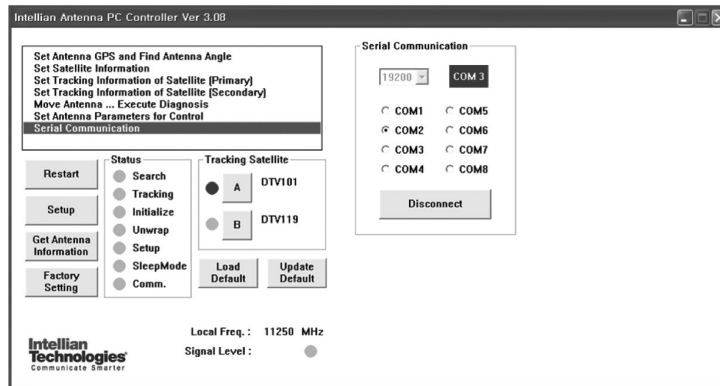 Intellian Antenna PC Controller Ver 3.08
Set Antenna GPS and Find Antenna Angle
Set Satellite Information
Set Tracking Information of Satellite (Primary)
Set Tracking Information of Satellite (Secondary)
Move Antenna ... Execute Diagnosis
Set Antenna Parameters for Control
Serial Communication
Restart
Setup
Get Antenna
Information
Factory
Setting
Status
Search
Tracking
Initialize
Unwrap
Setup
SleepMode
Comm.
Tracking Satellite
A DTV101
B DTV119
Load
Default
Update
Default
Local Freq. : 11250 MHz
Signal Level :
Intellian
Technologies
Communicate Smarter
Serial Communication
19200 COM 3
COM1 COM5
COM2 COM6
COM3 COM7
COM4 COM8
Disconnect